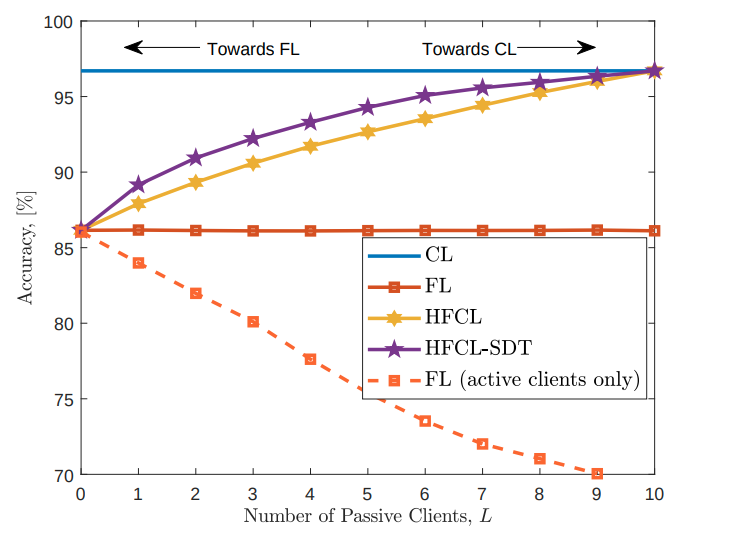 100
95
90
85
80
75
70
Accuracy, [%]
Towards FL
Towards CL
CL
FL
HFCL
HFCL-SDT
FL (active clients only)
0 1 2 3 4 5 6 7 8 9 10
Number of Passive Clients, L